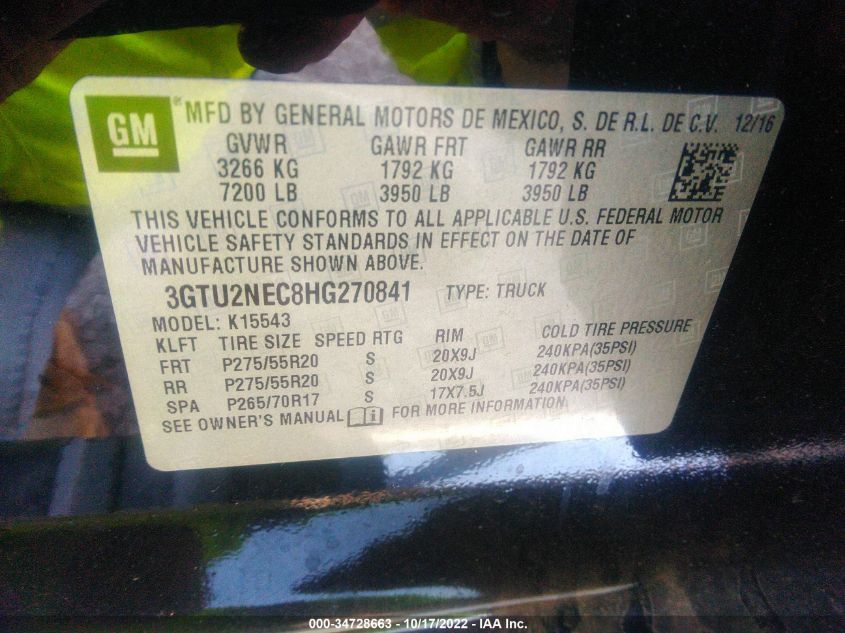 GM
® MFD BY GENERAL MOTORS DE MEXICO, S. DE R.L. DE C.V. 12/16
GVWR GAWR FRT GAWR RR
3266 KG 1792 KG 1792 KG
7200 LB 3950 LB 3950 LB
THIS VEHICLE CONFORMS TO ALL APPLICABLE U.S. FEDERAL MOTOR
VEHICLE SAFETY STANDARDS IN EFFECT ON THE DATE OF
MANUFACTURE SHOWN ABOVE.
3GTU2NEC8HG270841 TYPE: TRUCK
MODEL: K15543
KLFT TIRE SIZE SPEED RTG RIM COLD TIRE PRESSURE
FRT P275/55R20 S 20X9J 240KPA(35PSI)
RR P275/55R20 S 20X9J 240KPA(35PSI)
SPA P265/70R17 S 17X7.5J 240KPA(35PSI)
SEE OWNER'S MANUAL FOR MORE INFORMATION.
000-34728663 - 10/17/2022 - IAA Inc.